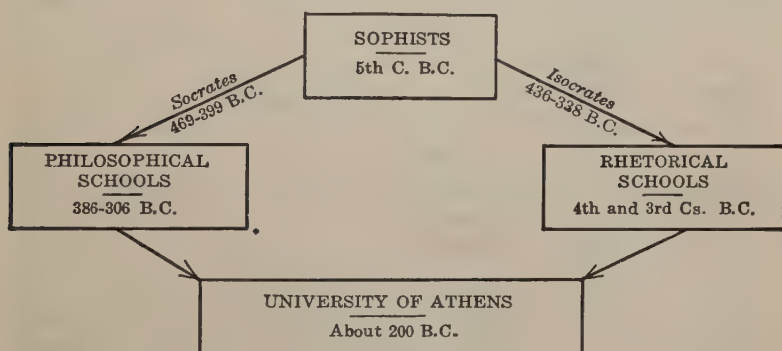 SOPHISTS
5th C. B.C.
Socrates
469-399 B.C.
Isocrates
436-338 B.C.
PHILOSOPHICAL
SCHOOLS
386-306 B.C.
RHETORICAL
SCHOOLS
4th and 3rd Cs. B.C.
UNIVERSITY OF ATHENS
About 200 B.C.